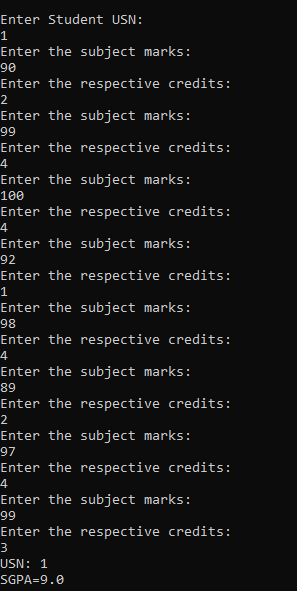 Enter Student USN:
1
Enter the subject marks:
90
Enter the respective credits:
2
Enter the subject marks:
99
Enter the respective credits:
4
Enter the subject marks:
100
Enter the respective credits:
4
Enter the subject marks:
92
Enter the respective credits:
1
Enter the subject marks:
98
Enter the respective credits:
4
Enter the subject marks:
89
Enter the respective credits:
2
Enter the subject marks:
97
Enter the respective credits:
4
Enter the subject marks:
99
Enter the respective credits:
3
USN: 1
SGPA=9.0